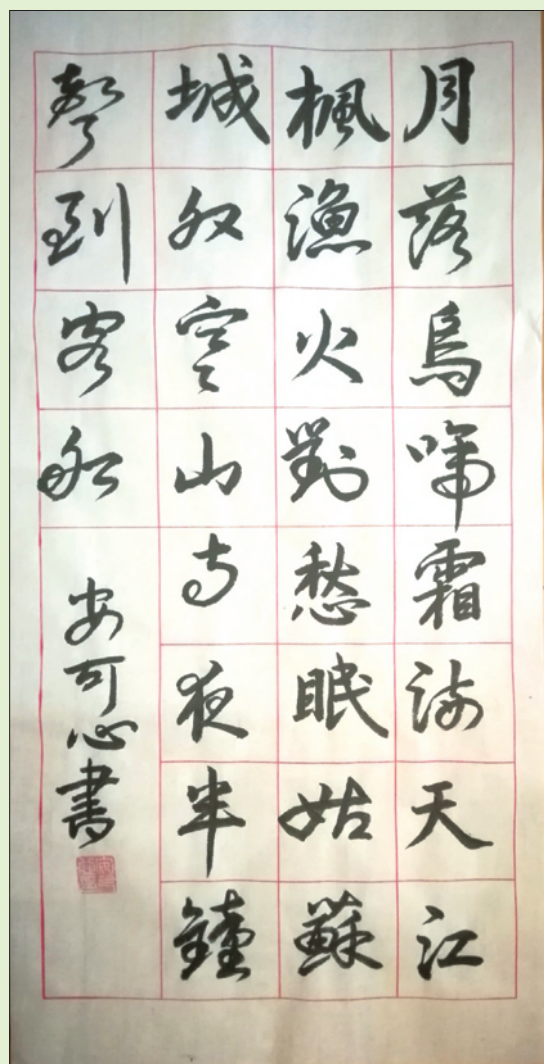 月落烏啼霜滿天江
楓漁火對愁眠姑蘇
城外寒山寺夜半鐘
聲到客船
安可心書